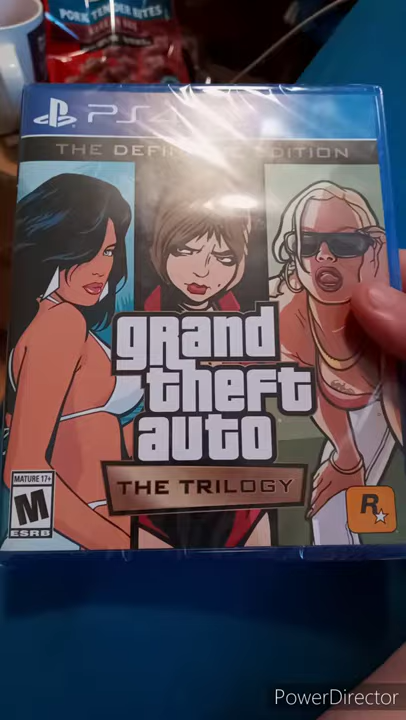 PORK TENDER BITES
PS4
THE DEFINITIVE EDITION
grand
theft
auto
THE TRILOGY
MATURE 17+
M
ESRB
R
PowerDirector